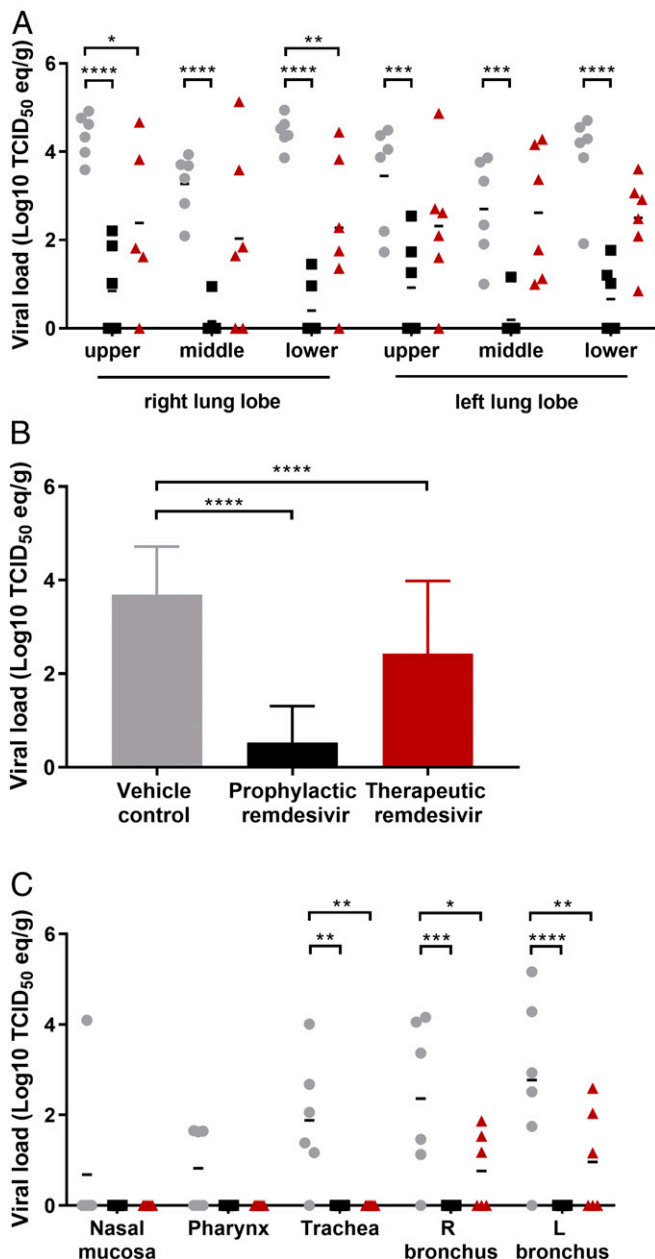 A
Viral load (Log10 TCID50 eq/g)
6
4
2
0
* **
**** **** **** *** *** ****
upper middle lower upper middle lower
right lung lobe left lung lobe
B
Viral load (Log10 TCID50 eq/g)
6
4
2
0
****
****
Vehicle control
Prophylactic remdesivir
Therapeutic remdesivir
C
Viral load (Log10 TCID50 eq/g)
6
4
2
0
** * **
** *** ****
Nasal mucosa
Pharynx
Trachea
R bronchus
L bronchus